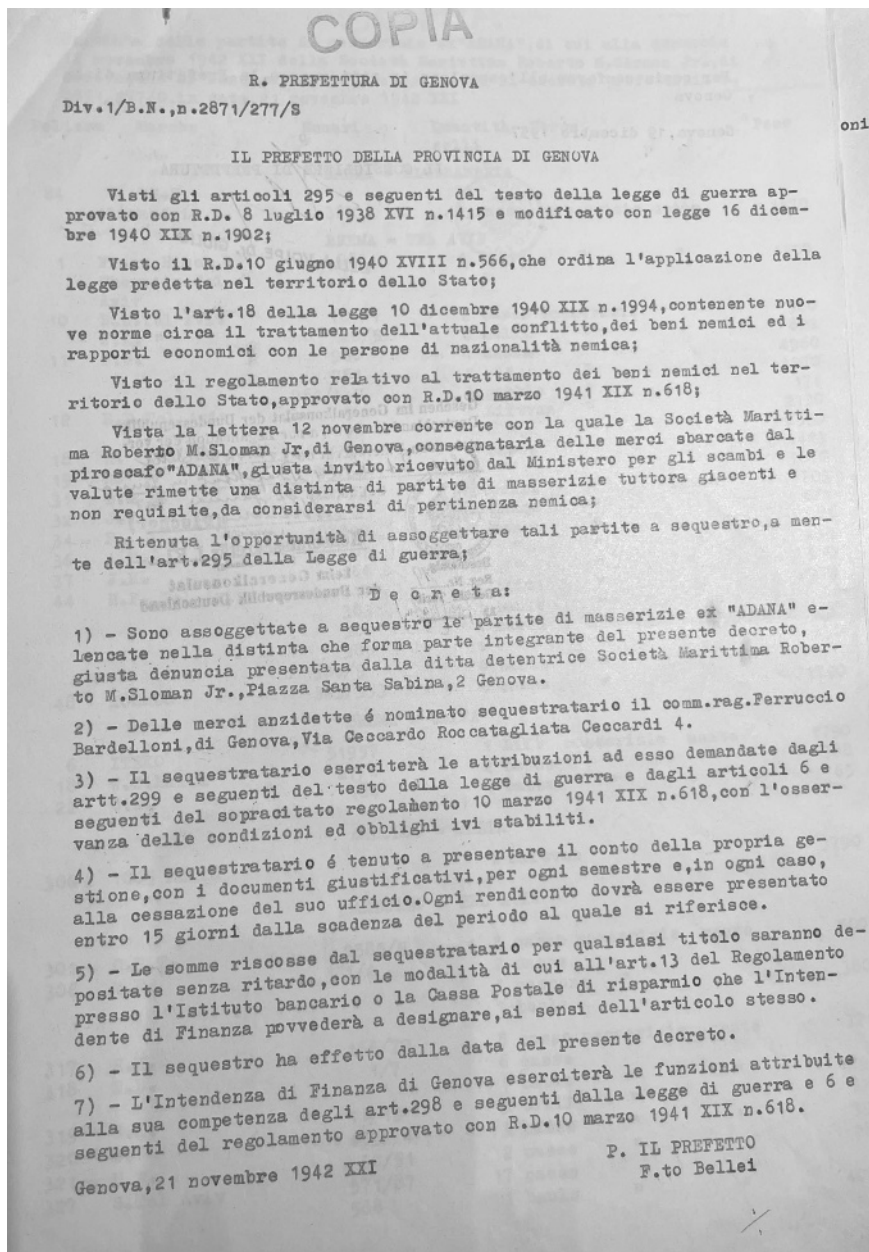 COPIA
R. PREFETTURA DI GENOVA
Div.1/B.N.,n.2871/277/S
oni
IL PREFETTO DELLA PROVINCIA DI GENOVA
Visti gli articoli 295 e seguenti del testo della legge di guerra ap-
provato con R.D. 8 luglio 1938 XVI n.1415 e modificato con legge 16 dicem-
bre 1940 XIX n.1902;
Visto il R.D.10 giugno 1940 XVIII n.566,che ordina l'applicazione della
legge predetta nel territorio dello Stato;
Visto l'art.18 della legge 10 dicembre 1940 XIX n.1994,contenente nuo-
ve norme circa il trattamento dell'attuale conflitto,dei beni nemici ed i
rapporti economici con le persone di nazionalità nemica;
Visto il regolamento relativo al trattamento dei beni nemici nel ter-
ritorio dello Stato,approvato con R.D.10 marzo 1941 XIX n.618;
Vista la lettera 12 novembre corrente con la quale la Società Maritti-
ma Roberto M.Sloman Jr,di Genova,consegnataria delle merci sbarcate dal
piroscafo"ADANA",giusta invito ricevuto dal Ministero per gli scambi e le
valute rimette una distinta di partite di masserizie tuttora giacenti e
non requisite,da considerarsi di pertinenza nemica;
Ritenuta l'opportunità di assoggettare tali partite a sequestro,a men-
te dell'art.295 della Legge di guerra;
D e c r e t a:
1) - Sono assoggettate a sequestro le partite di masserizie ex "ADANA" e-
lencate nella distinta che forma parte integrante del presente decreto,
giusta denuncia presentata dalla ditta detentrice Società Marittima Rober-
to M.Sloman Jr.,Piazza Santa Sabina,2 Genova.
2) - Delle merci anzidette é nominato sequestratario il comm.rag.Ferruccio
Bardelloni,di Genova,Via Ceccardo Roccatagliata Ceccardi 4.
3) - Il sequestratario eserciterà le attribuzioni ad esso demandate dagli
artt.299 e seguenti del testo della legge di guerra e dagli articoli 6 e
seguenti del sopracitato regolamento 10 marzo 1941 XIX n.618,con l'osser-
vanza delle condizioni ed obblighi ivi stabiliti.
4) - Il sequestratario é tenuto a presentare il conto della propria ge-
stione,con i documenti giustificativi,per ogni semestre e,in ogni caso,
alla cessazione del suo ufficio.Ogni rendiconto dovrà essere presentato
entro 15 giorni dalla scadenza del periodo al quale si riferisce.
5) - Le somme riscosse dal sequestratario per qualsiasi titolo saranno de-
positate senza ritardo,con le modalità di cui all'art.13 del Regolamento
presso l'Istituto bancario o la Cassa Postale di risparmio che l'Inten-
dente di Finanza povvederà a designare,ai sensi dell'articolo stesso.
6) - Il sequestro ha effetto dalla data del presente decreto.
7) - L'Intendenza di Finanza di Genova eserciterà le funzioni attribuite
alla sua competenza degli art.298 e seguenti dalla legge di guerra e 6 e
seguenti del regolamento approvato con R.D.10 marzo 1941 XIX n.618.
P. IL PREFETTO
Genova,21 novembre 1942 XXI
F.to Bellei